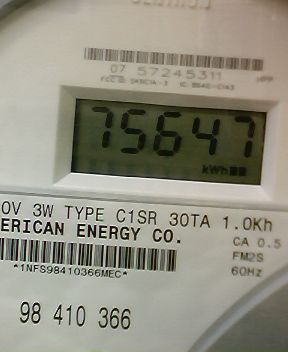 07 57245311
75647
kWh
0V 3W TYPE C1SR 30TA 1.0Kh
ERICAN ENERGY CO.
CA 0.5
FM2S
*1NFS98410366MEC*
60Hz
98 410 366